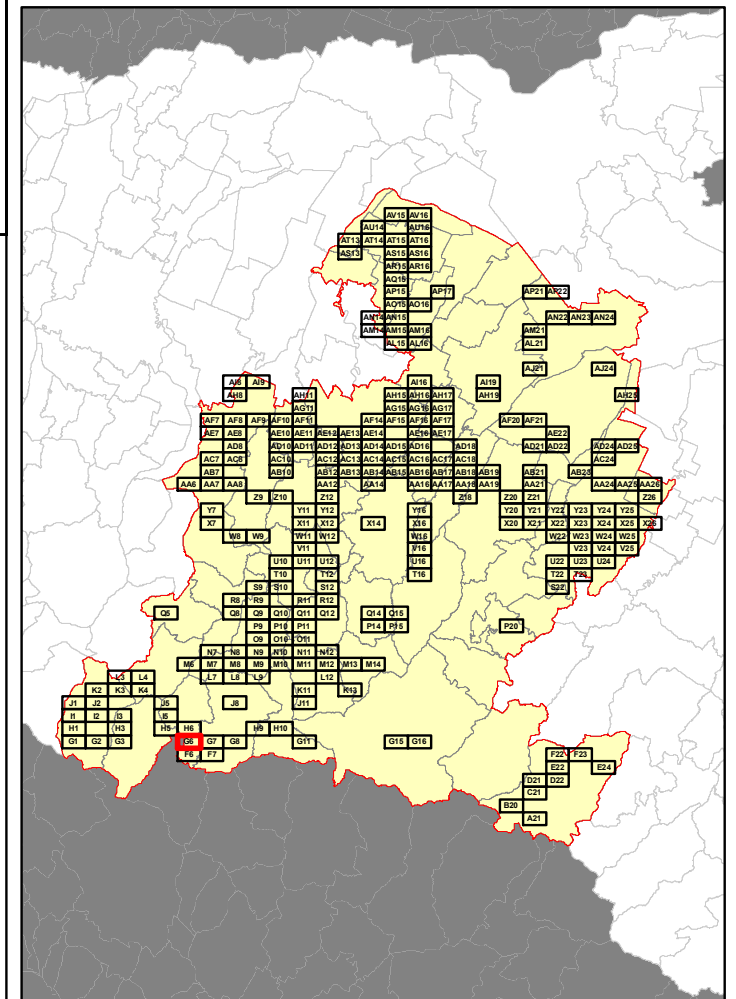 AV15 AV16
AU14 AU16
AT13 AT14 AT15 AT16
AS13 AS15 AS16
AR15 AR16
AQ15
AP15 AP17 AP21 AP22
AO15 AO16
AN14 AN15 AN22 AN23 AN24
AM14 AM15 AM16 AM21
AL15 AL16 AL21
AJ21 AJ24
AI8 AI9 AI16 AI19
AH8 AH11 AH15 AH16 AH17 AH19 AH25
AG11 AG15 AG16 AG17
AF7 AF8 AF9 AF10 AF11 AF14 AF15 AF16 AF17 AF20 AF21
AE7 AE8 AE10 AE11 AE12 AE13 AE14 AE16 AE17 AE22
AD8 AD10 AD11 AD12 AD13 AD14 AD15 AD16 AD18 AD21 AD22 AD24 AD25
AC7 AC8 AC10 AC12 AC13 AC14 AC15 AC16 AC17 AC18 AC24
AB7 AB10 AB12 AB13 AB14 AB15 AB16 AB17 AB18 AB19 AB21 AB23
AA6 AA7 AA8 AA12 AA14 AA16 AA17 AA18 AA19 AA21 AA24 AA25 AA26
Z9 Z10 Z12 Z18 Z20 Z21 Z26
Y7 Y11 Y12 Y16 Y20 Y21 Y22 Y23 Y24 Y25
X7 X11 X12 X14 X16 X20 X21 X22 X23 X24 X25 X26
W8 W9 W11 W12 W16 W22 W23 W24 W25
V11 V16 V23 V24 V25
U10 U11 U12 U16 U22 U23 U24
T10 T12 T16 T22 T23
S9 S10 S12 S22
R8 R9 R11 R12
Q5 Q8 Q9 Q10 Q11 Q12 Q14 Q15
P9 P10 P11 P14 P15 P20
O9 O10 O11
N7 N8 N9 N10 N11 N12
M6 M7 M8 M9 M10 M11 M12 M13 M14
L3 L4 L7 L8 L9 L12
K2 K3 K4 K11 K13
J1 J2 J5 J8 J11
I1 I2 I3 I5
H1 H3 H5 H6 H9 H10
G1 G2 G3 G6 G7 G8 G11 G15 G16
F6 F7 F22 F23
E22 E24
D21 D22
C21
B20
A21